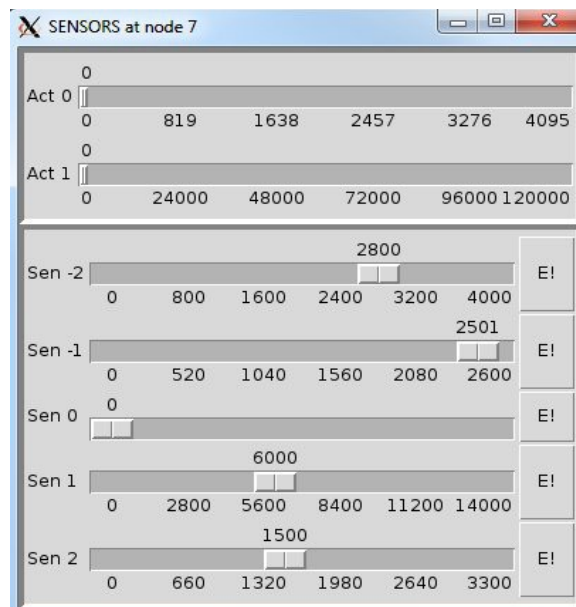 SENSORS at node 7
0
Act 0
0 819 1638 2457 3276 4095
0
Act 1
0 24000 48000 72000 96000 120000
2800
Sen -2 E!
0 800 1600 2400 3200 4000
2501
Sen -1 E!
0 520 1040 1560 2080 2600
0
Sen 0 E!
6000
Sen 1 E!
0 2800 5600 8400 11200 14000
1500
Sen 2 E!
0 660 1320 1980 2640 3300